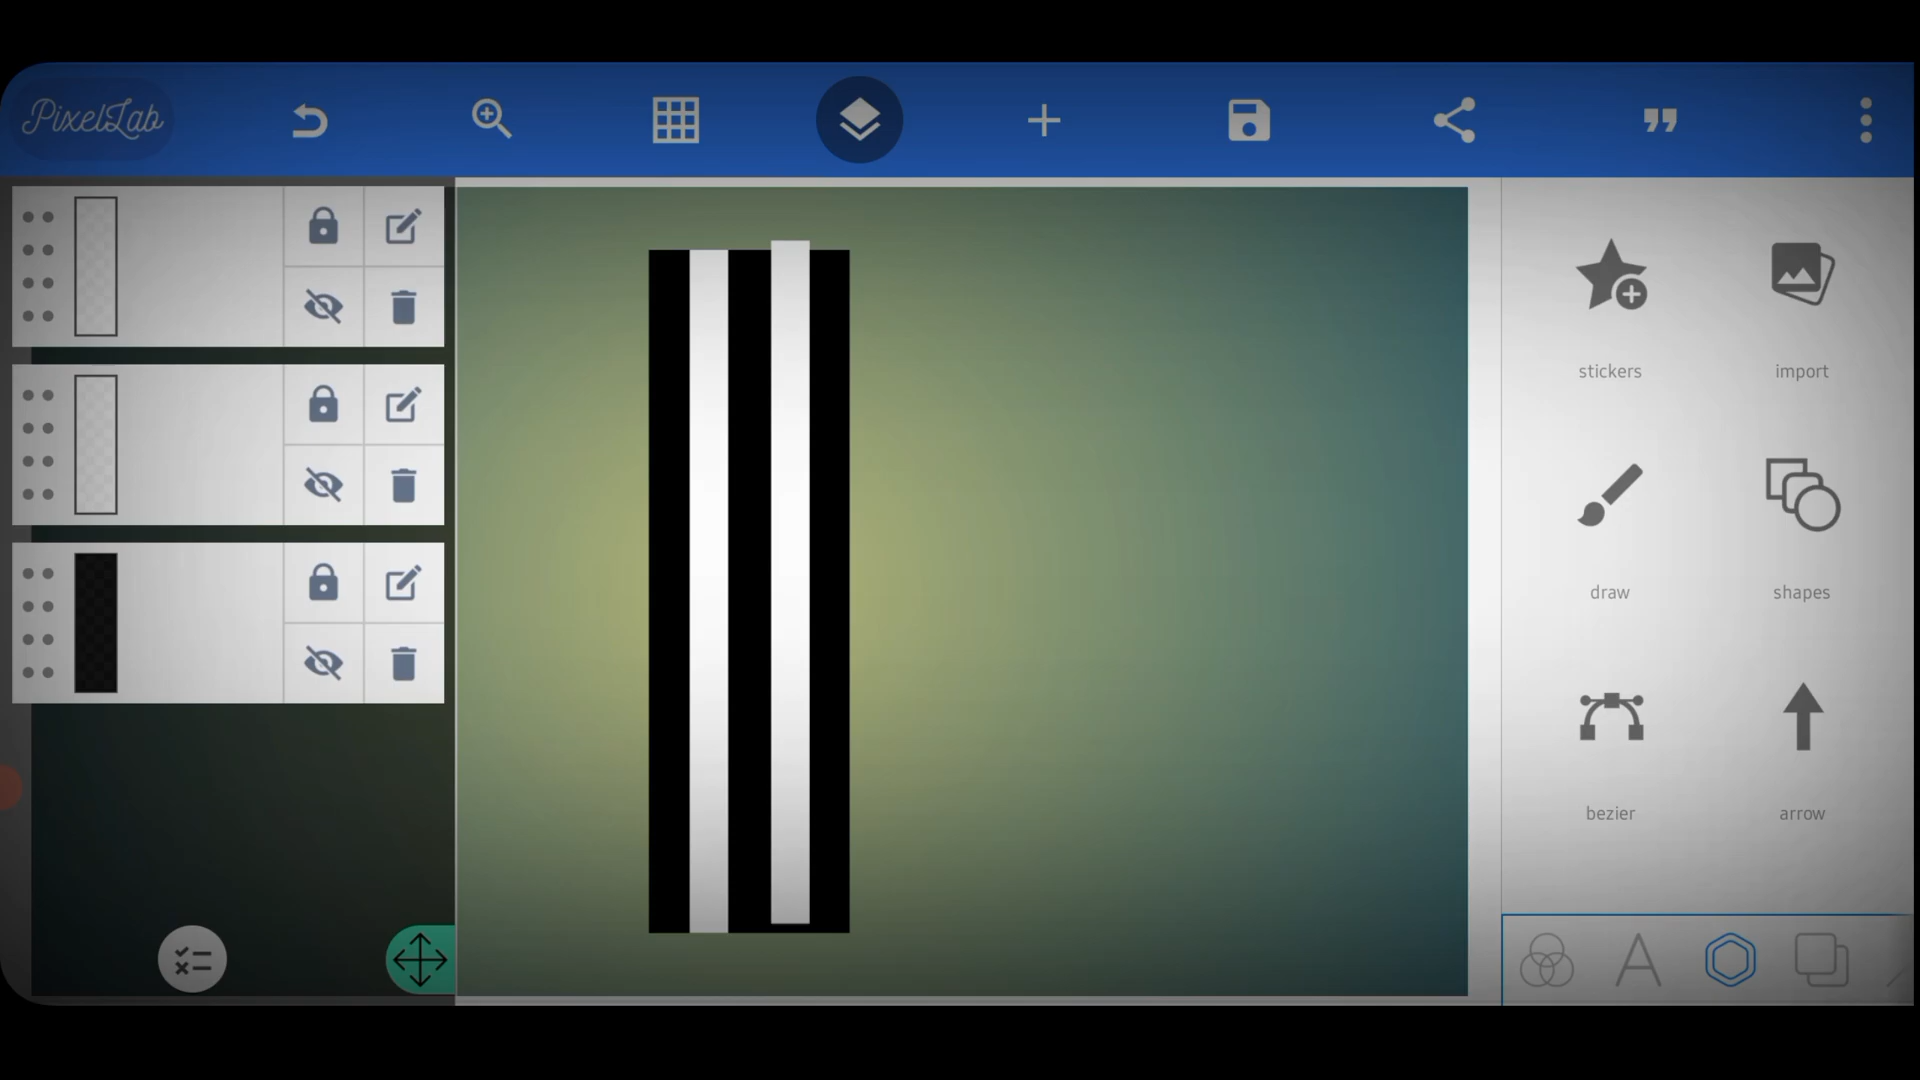 PixelLab
stickers
import
draw
shapes
bezier
arrow